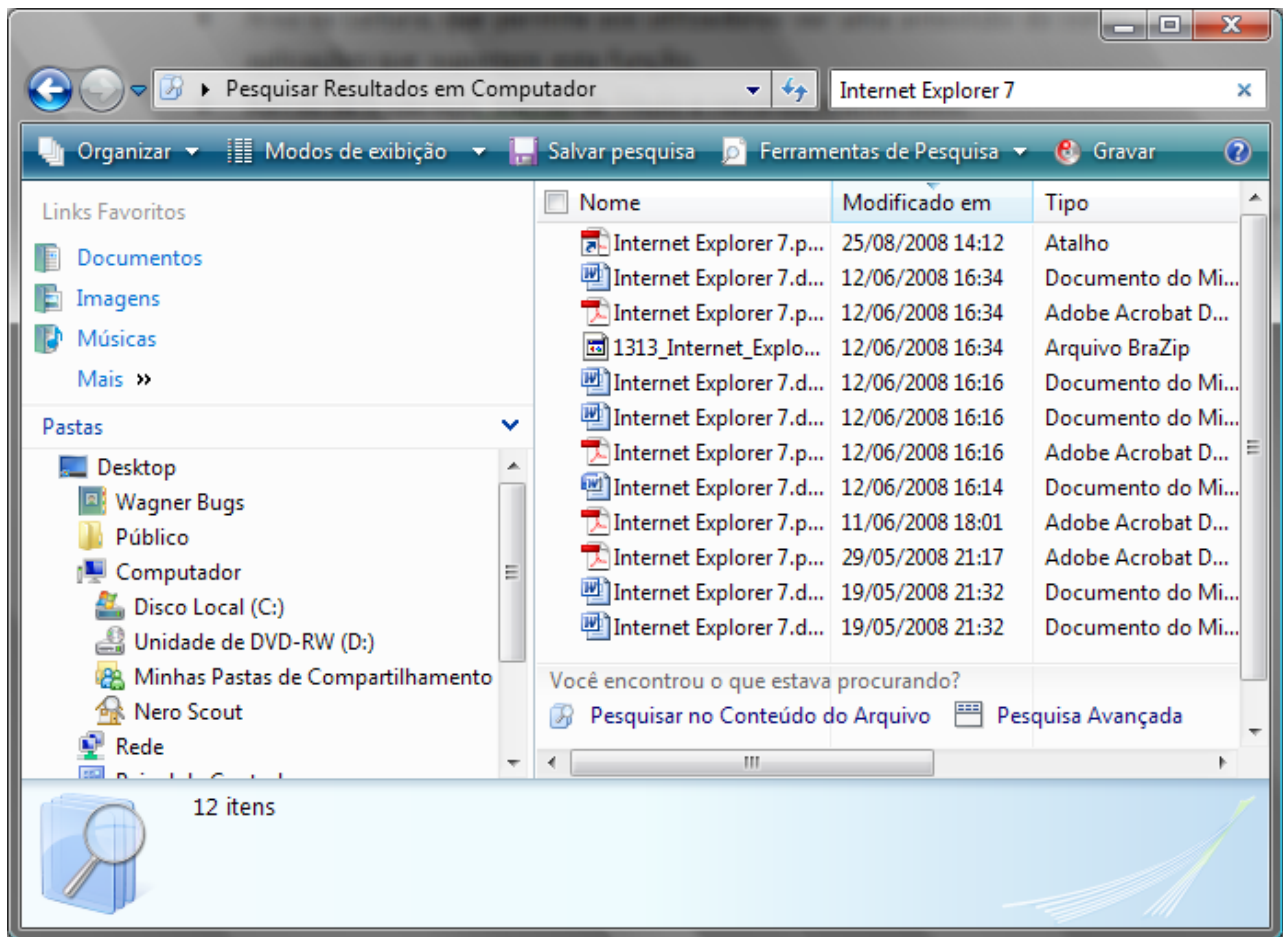 Pesquisar Resultados em Computador
Internet Explorer 7
Organizar Modos de exibição Salvar pesquisa Ferramentas de Pesquisa Gravar
Links Favoritos
Documentos
Imagens
Músicas
Mais »
Pastas
Desktop
Wagner Bugs
Público
Computador
Disco Local (C:)
Unidade de DVD-RW (D:)
Minhas Pastas de Compartilhamento
Nero Scout
Rede
Nome Modificado em Tipo
Internet Explorer 7.p... 25/08/2008 14:12 Atalho
Internet Explorer 7.d... 12/06/2008 16:34 Documento do Mi...
Internet Explorer 7.p... 12/06/2008 16:34 Adobe Acrobat D...
1313_Internet_Explo... 12/06/2008 16:34 Arquivo BraZip
Internet Explorer 7.d... 12/06/2008 16:16 Documento do Mi...
Internet Explorer 7.d... 12/06/2008 16:16 Documento do Mi...
Internet Explorer 7.p... 12/06/2008 16:16 Adobe Acrobat D...
Internet Explorer 7.d... 12/06/2008 16:14 Documento do Mi...
Internet Explorer 7.p... 11/06/2008 18:01 Adobe Acrobat D...
Internet Explorer 7.p... 29/05/2008 21:17 Adobe Acrobat D...
Internet Explorer 7.d... 19/05/2008 21:32 Documento do Mi...
Internet Explorer 7.d... 19/05/2008 21:32 Documento do Mi...
Você encontrou o que estava procurando?
Pesquisar no Conteúdo do Arquivo Pesquisa Avançada
12 itens